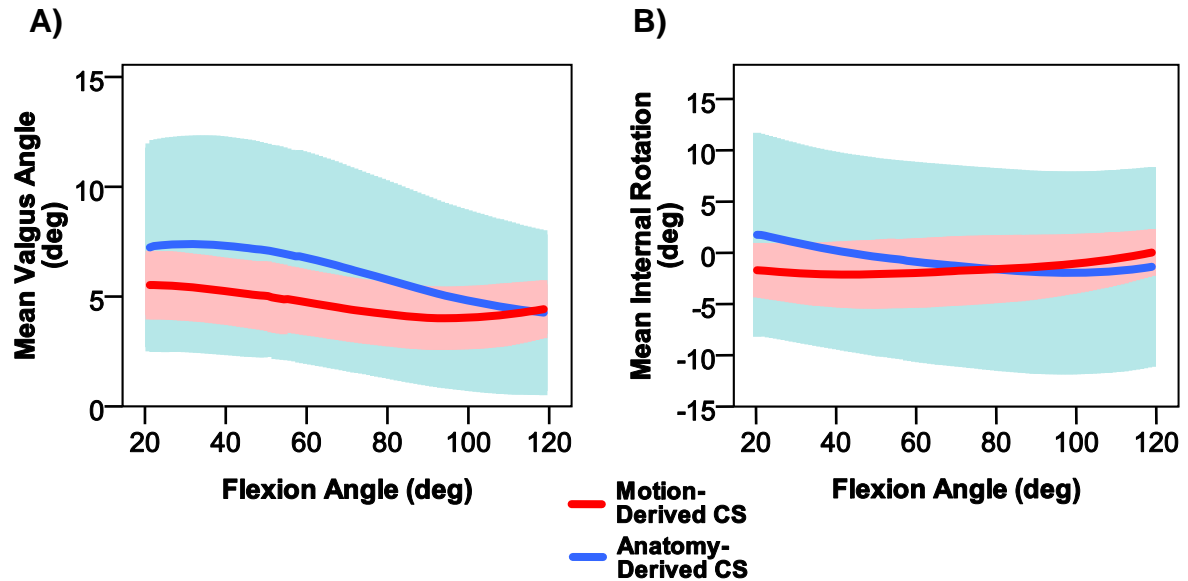 A)
B)
Mean Valgus Angle
(deg)
15
10
5
0
20 40 60 80 100 120
Flexion Angle (deg)
Mean Internal Rotation
(deg)
15
10
5
0
-5
-10
-15
20 40 60 80 100 120
Flexion Angle (deg)
Motion-
Derived CS
Anatomy-
Derived CS